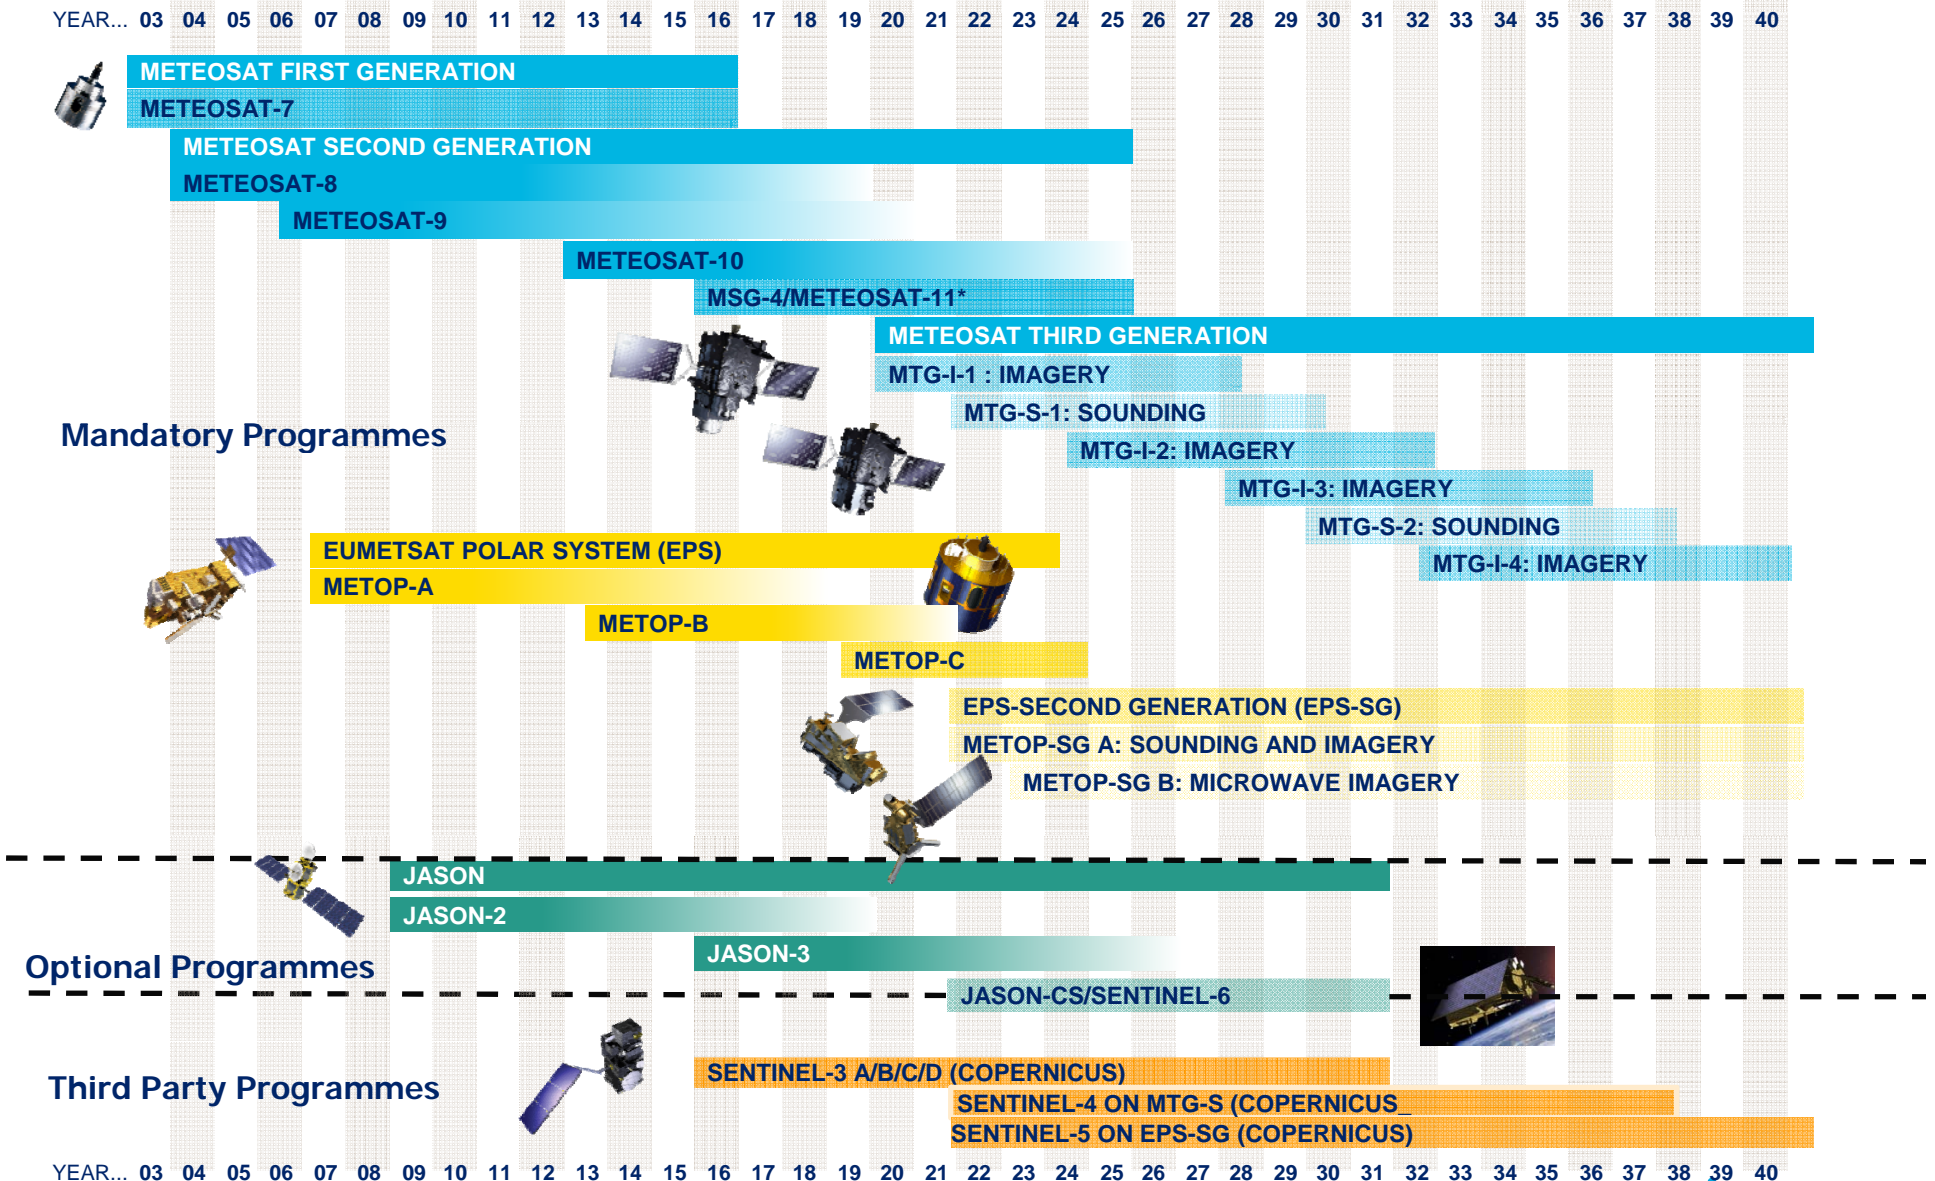 YEAR... 03 04 05 06 07 08 09 10 11 12 13 14 15 16 17 18 19 20 21 22 23 24 25 26 27 28 29 30 31 32 33 34 35 36 37 38 39 40
METEOSAT FIRST GENERATION
METEOSAT-7
METEOSAT SECOND GENERATION
METEOSAT-8
METEOSAT-9
METEOSAT-10
MSG-4/METEOSAT-11*
METEOSAT THIRD GENERATION
MTG-I-1 : IMAGERY
MTG-S-1: SOUNDING
Mandatory Programmes
MTG-I-2: IMAGERY
MTG-I-3: IMAGERY
MTG-S-2: SOUNDING
MTG-I-4: IMAGERY
EUMETSAT POLAR SYSTEM (EPS)
METOP-A
METOP-B
METOP-C
EPS-SECOND GENERATION (EPS-SG)
METOP-SG A: SOUNDING AND IMAGERY
METOP-SG B: MICROWAVE IMAGERY
JASON
JASON-2
JASON-3
Optional Programmes
JASON-CS/SENTINEL-6
SENTINEL-3 A/B/C/D (COPERNICUS)
Third Party Programmes
SENTINEL-4 ON MTG-S (COPERNICUS_
SENTINEL-5 ON EPS-SG (COPERNICUS)
YEAR... 03 04 05 06 07 08 09 10 11 12 13 14 15 16 17 18 19 20 21 22 23 24 25 26 27 28 29 30 31 32 33 34 35 36 37 38 39 40